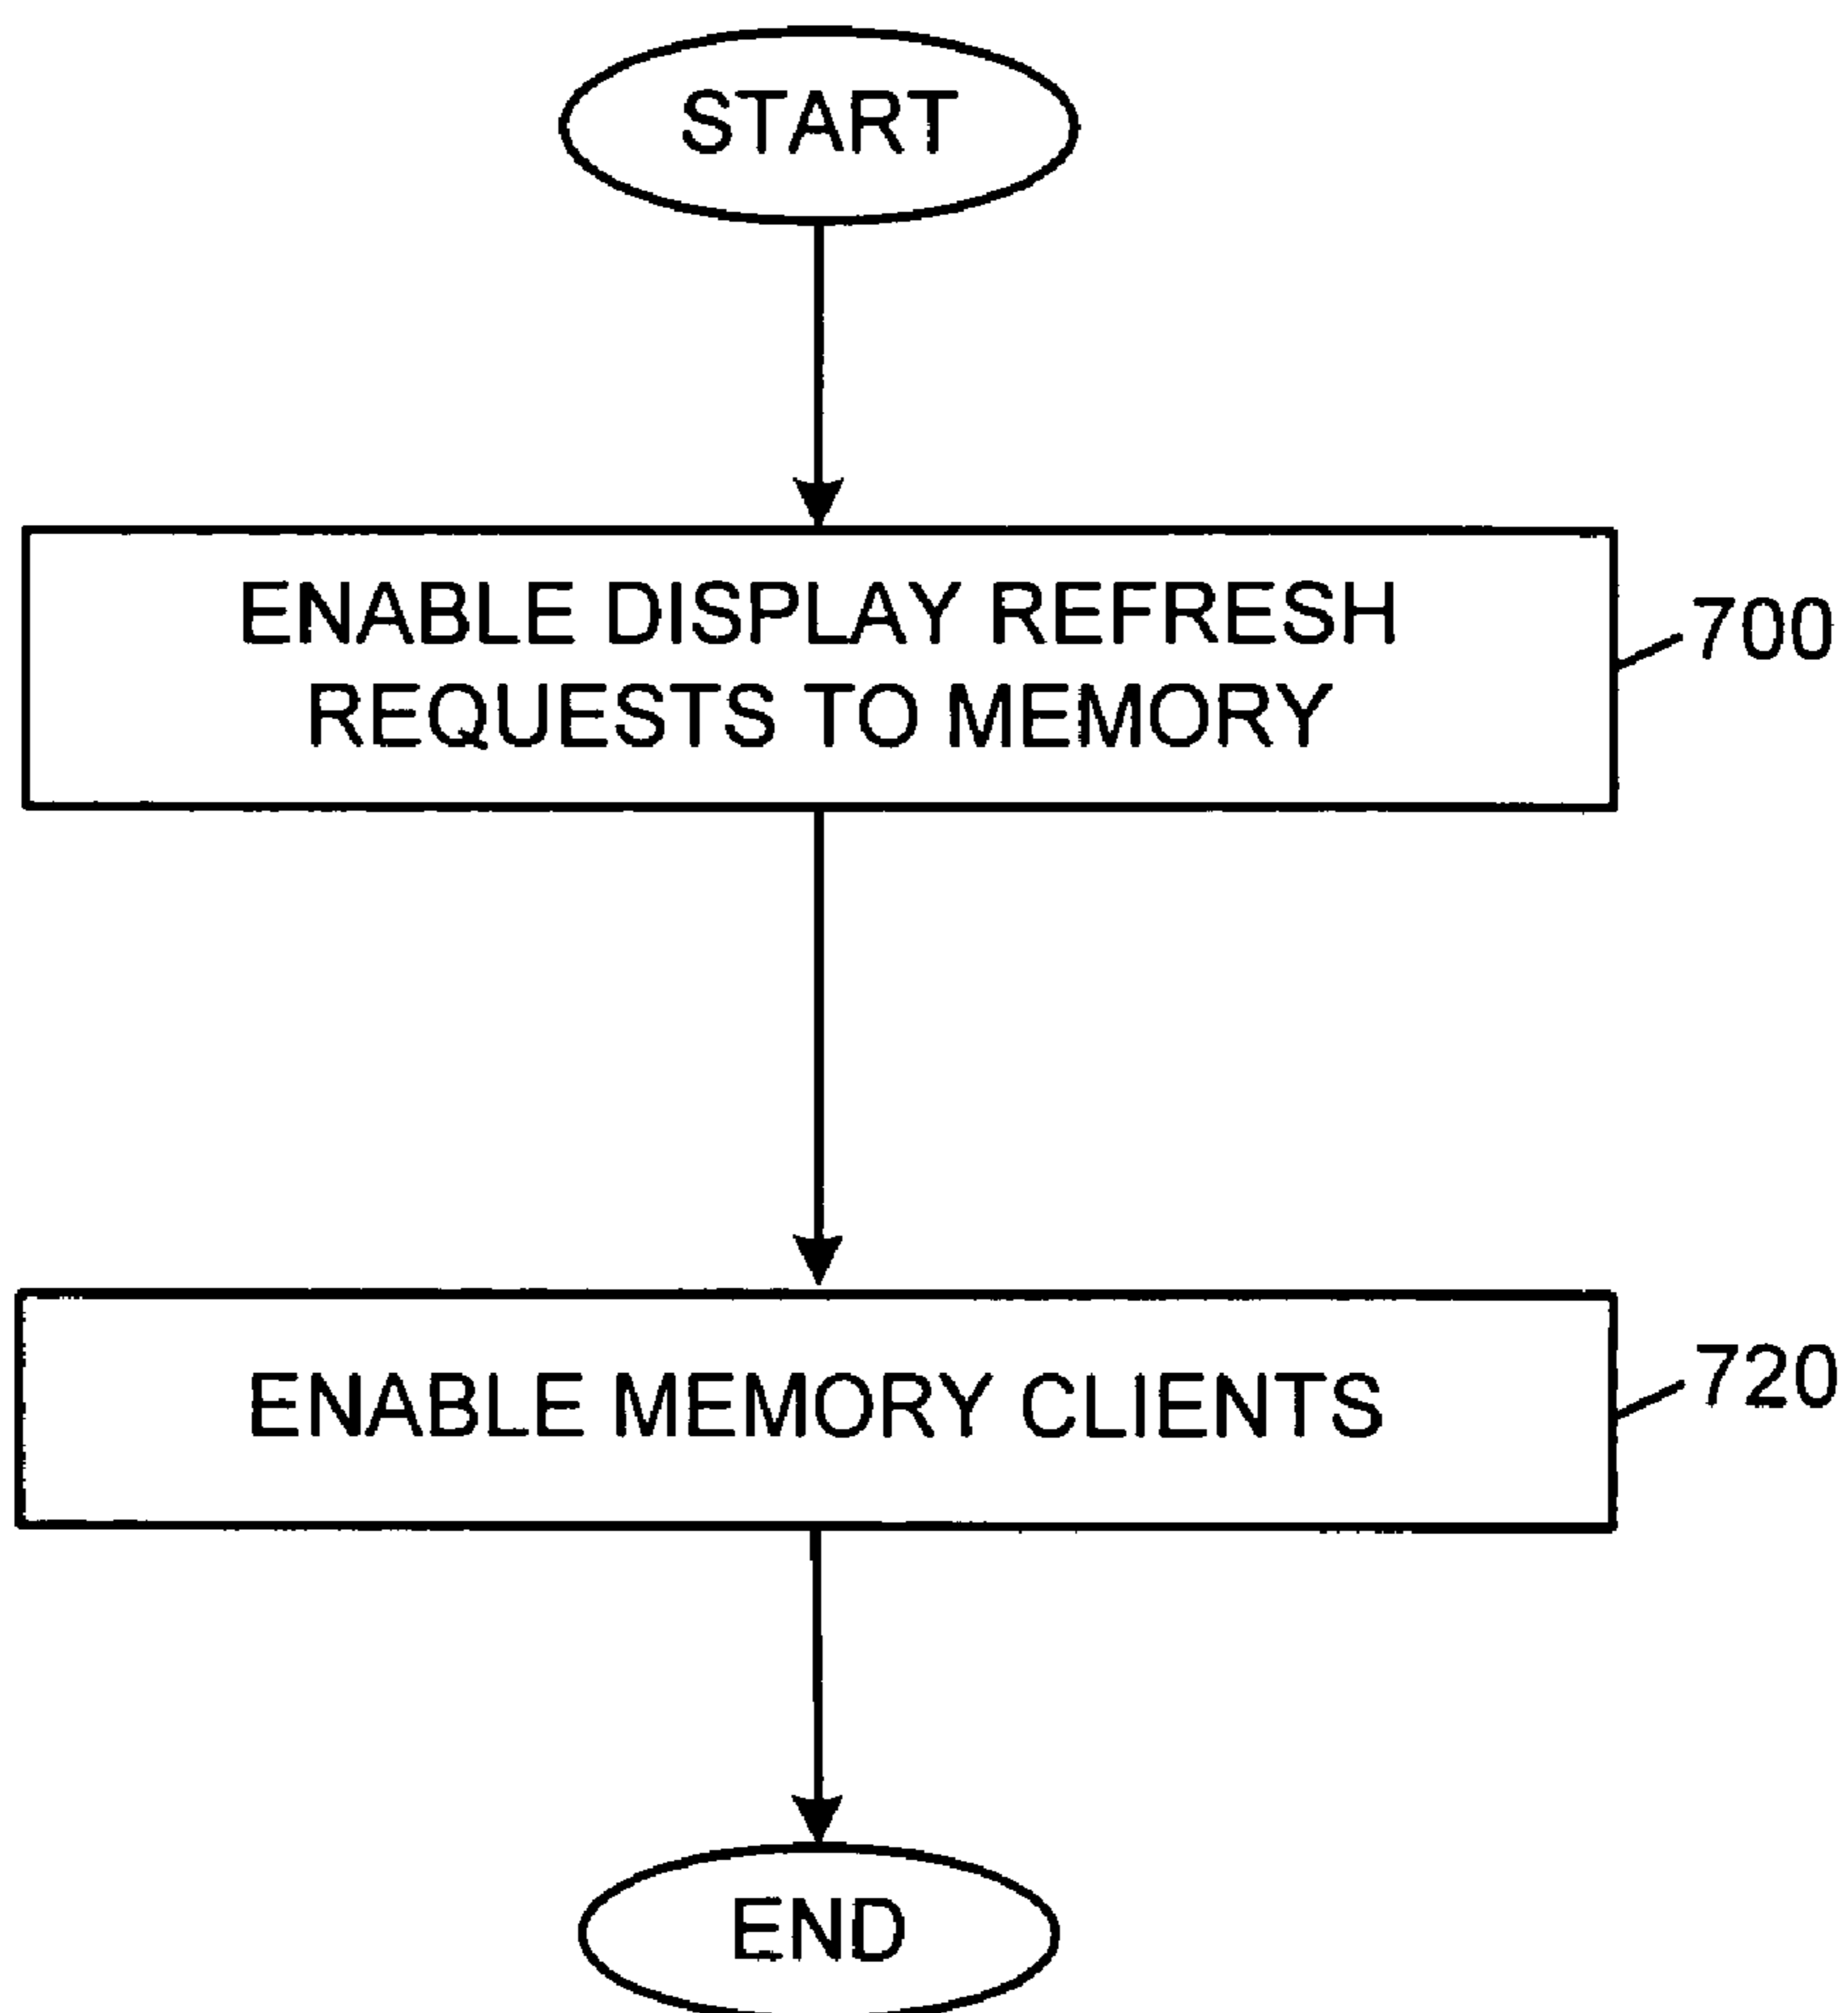 START
ENABLE DISPLAY REFRESH
REQUESTS TO MEMORY
700
ENABLE MEMORY CLIENTS
720
END